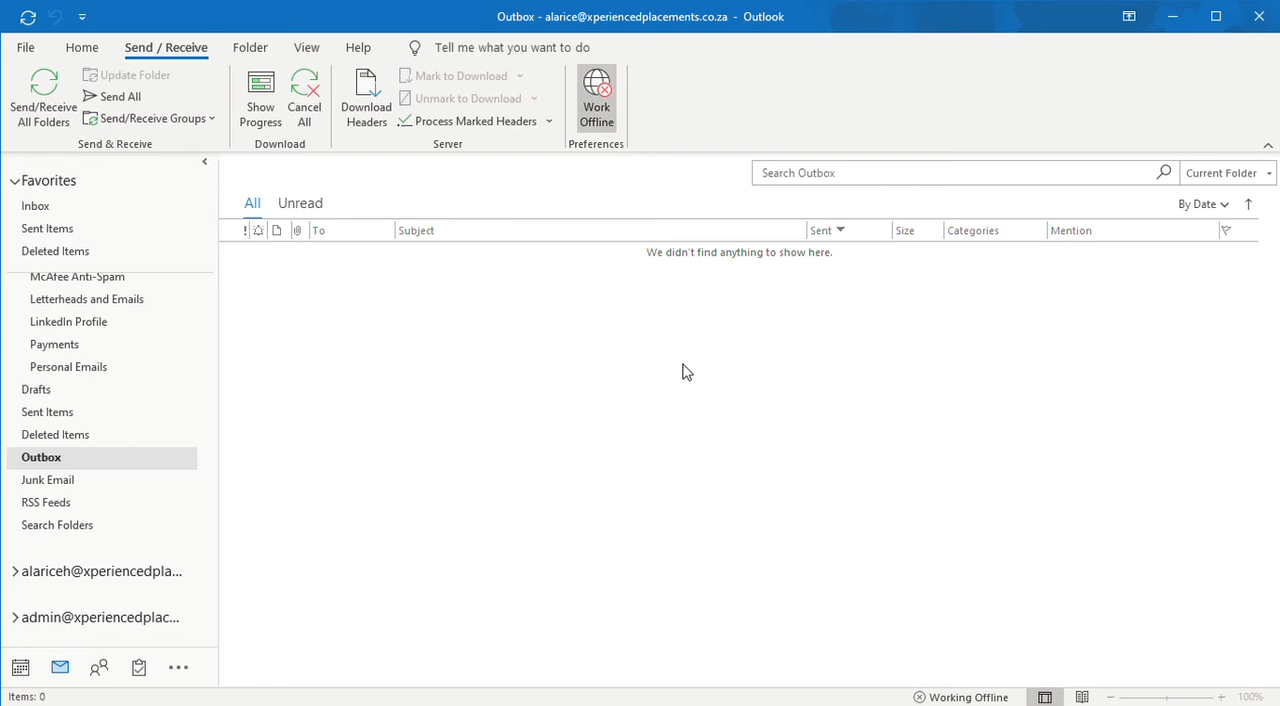 Outbox - alarice@xperiencedplacements.co.za - Outlook
File Home Send / Receive Folder View Help Tell me what you want to do
Send/Receive All Folders
Update Folder
Send All
Send/Receive Groups
Send & Receive
Show Progress
Cancel All
Download
Download Headers
Mark to Download
Unmark to Download
Process Marked Headers
Server
Work Offline
Preferences
Favorites
Inbox
Sent Items
Deleted Items
McAfee Anti-Spam
Letterheads and Emails
LinkedIn Profile
Payments
Personal Emails
Drafts
Sent Items
Deleted Items
Outbox
Junk Email
RSS Feeds
Search Folders
alariceh@xperiencedpla...
admin@xperiencedplac...
Search Outbox Current Folder
All Unread By Date
! To Subject Sent Size Categories Mention
We didn't find anything to show here.
Items: 0 Working Offline 100%